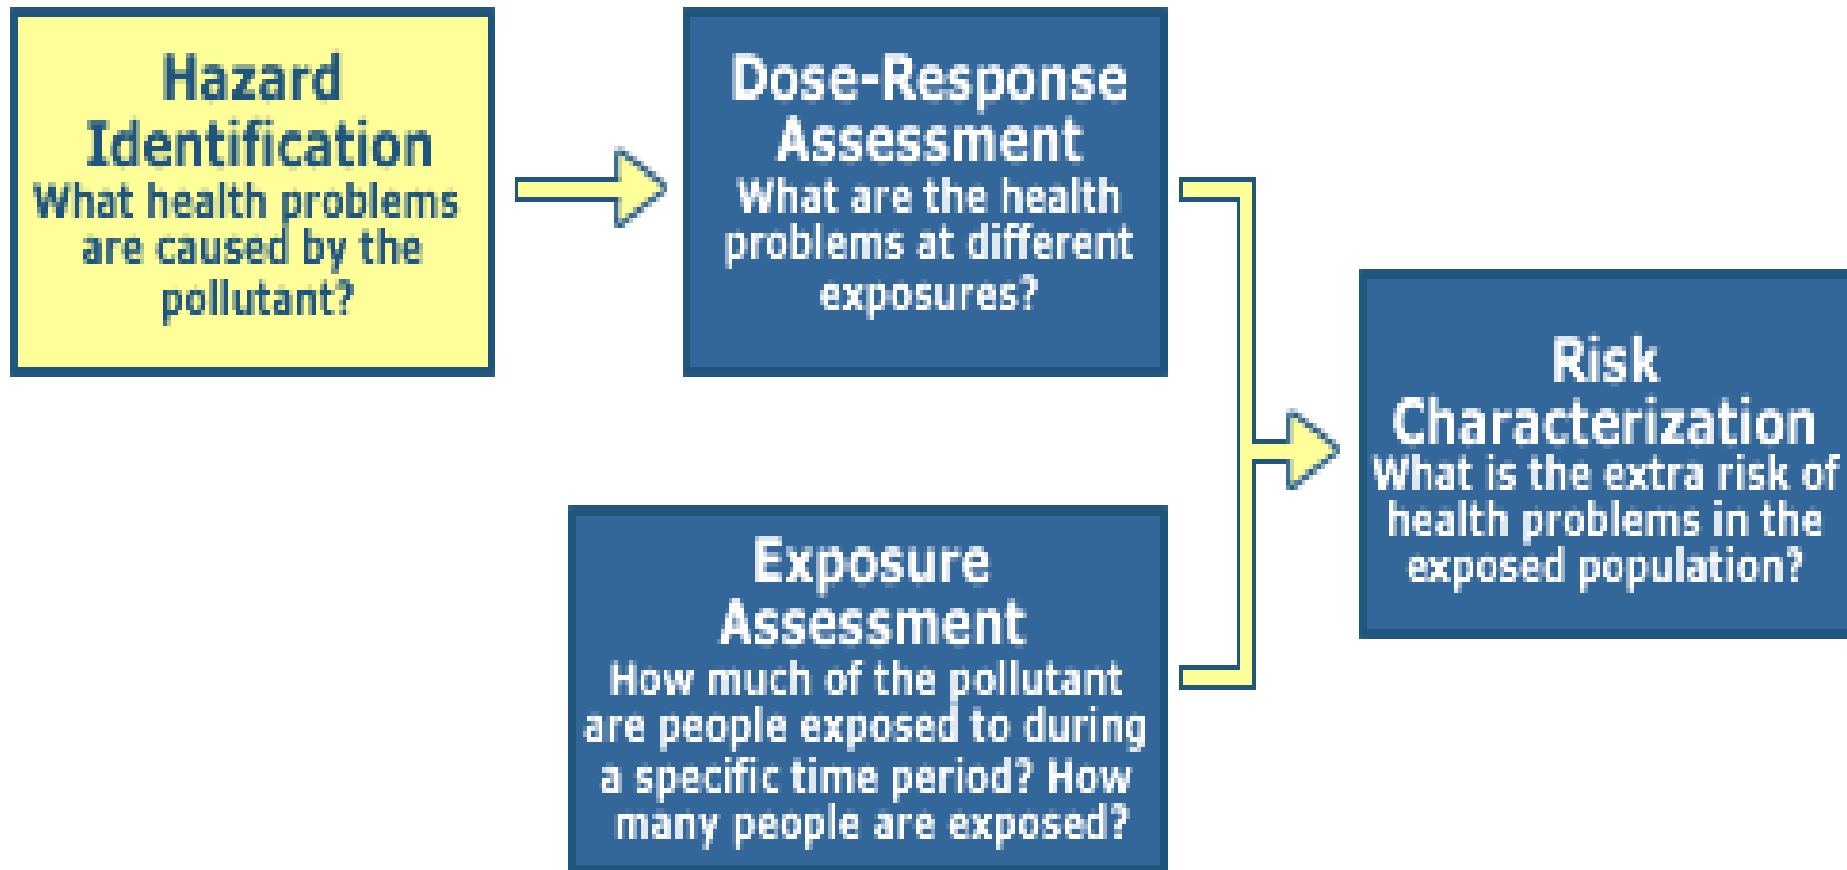 Hazard
Identification
What health problems
are caused by the
pollutant?
Dose-Response
Assessment
What are the health
problems at different
exposures?
Exposure
Assessment
How much of the pollutant
are people exposed to during
a specific time period? How
many people are exposed?
Risk
Characterization
What is the extra risk of
health problems in the
exposed population?